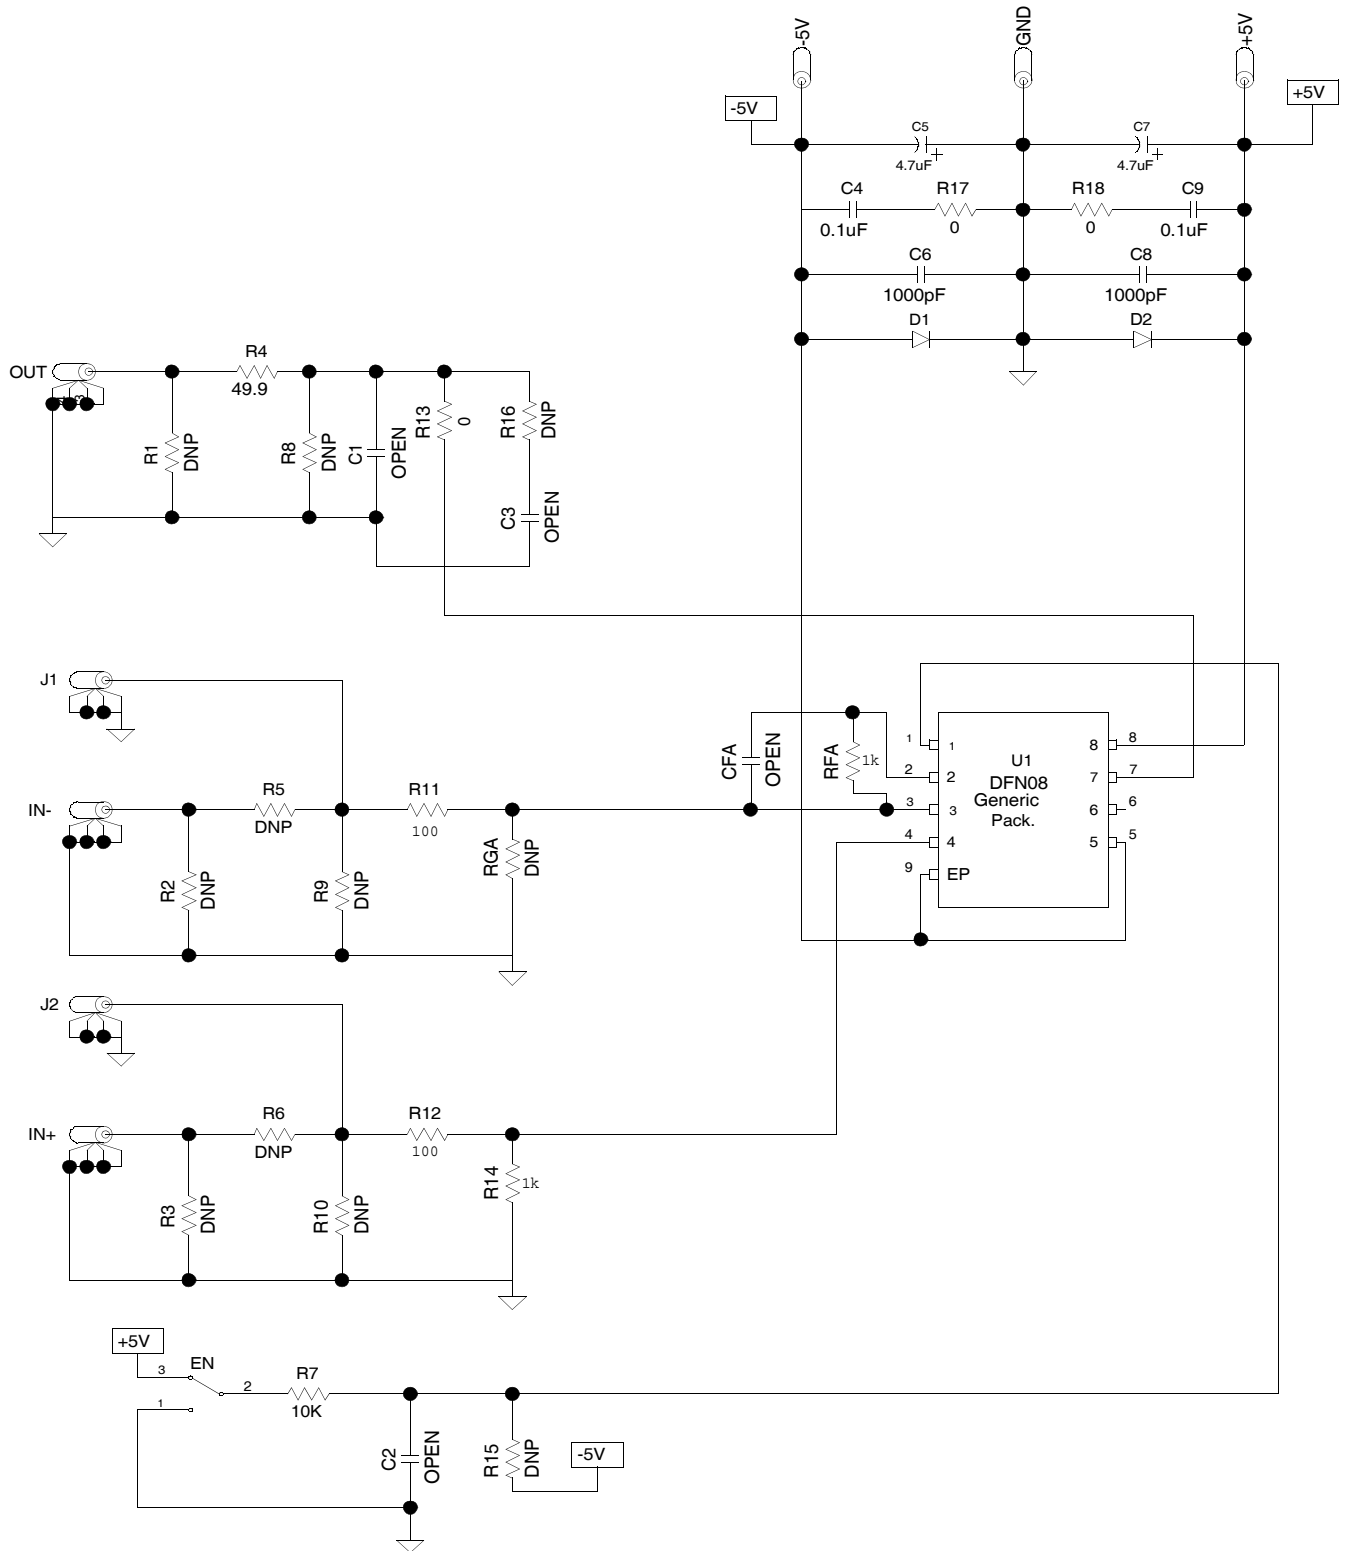 -5V
GND
+5V
-5V
+5V
C5
4.7uF
C7
4.7uF
C4
0.1uF
R17
0
R18
0
C9
0.1uF
C6
1000pF
C8
1000pF
D1
D2
OUT
R4
49.9
R1
DNP
R8
DNP
C1
OPEN
R13
0
R16
DNP
C3
OPEN
J1
IN-
R5
DNP
R11
100
R2
DNP
R9
DNP
RGA
DNP
CFA
OPEN
RFA
1k
1
2
3
4
9
1
2
3
4
EP
U1
DFN08
Generic
Pack.
8
7
6
5
8
7
6
5
J2
IN+
R6
DNP
R12
100
R3
DNP
R10
DNP
R14
1k
+5V
3
EN
2
1
R7
10K
C2
OPEN
R15
DNP
-5V